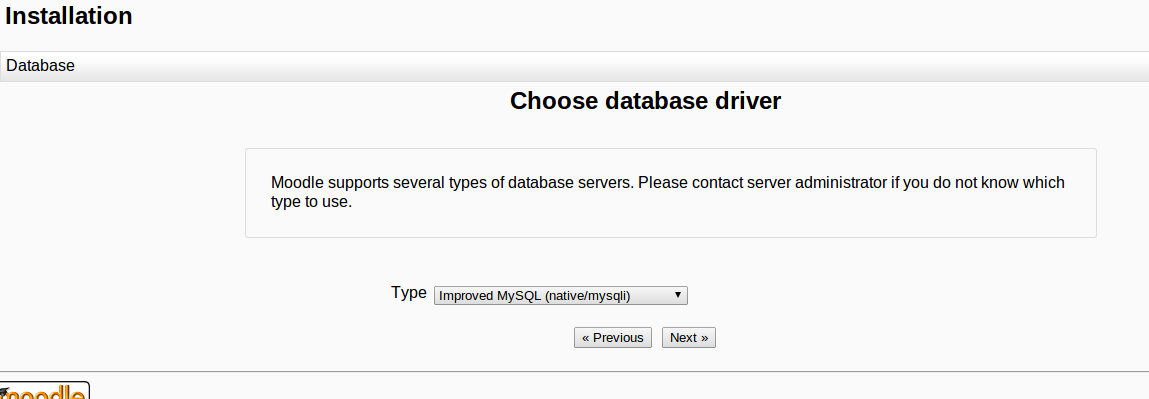 Installation
Database
Choose database driver
Moodle supports several types of database servers. Please contact server administrator if you do not know which
type to use.
Type Improved MySQL (native/mysqli)
« Previous Next »
moodle